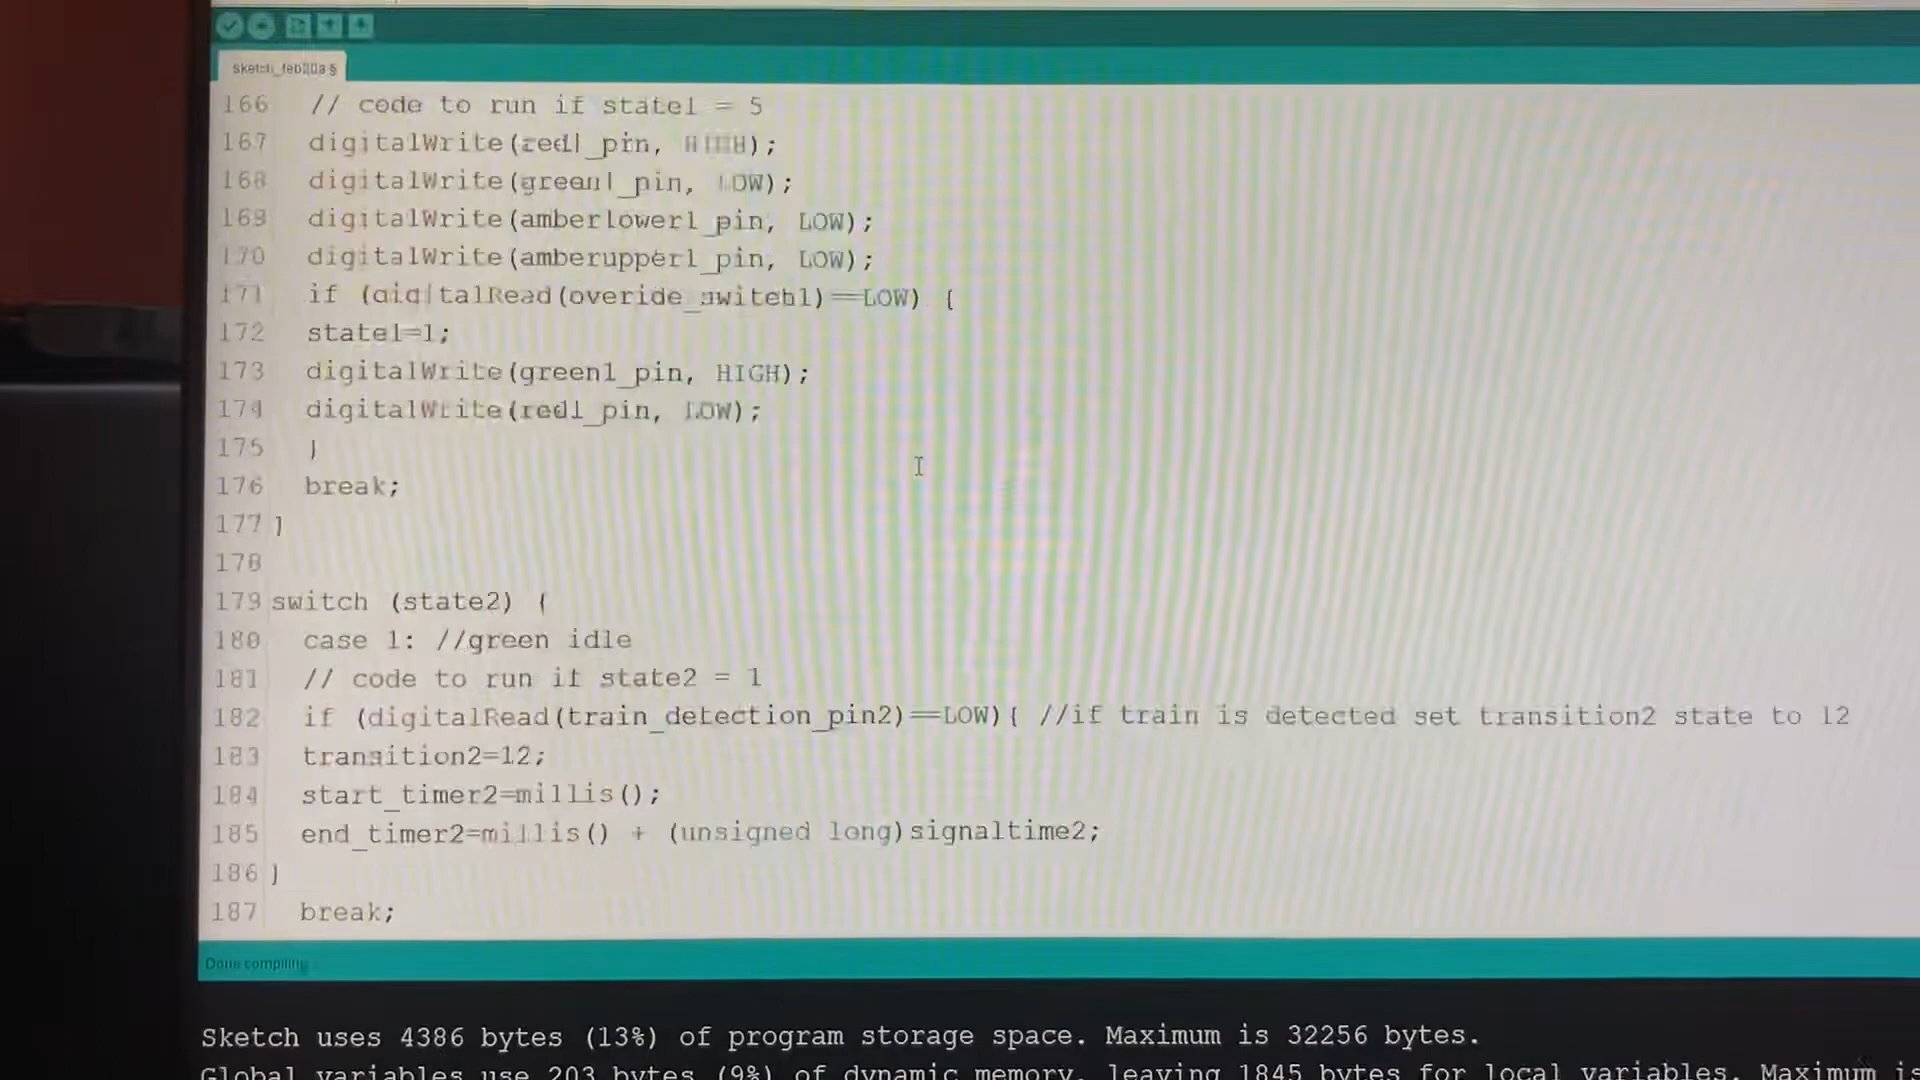 166 // code to run if state1 = 5
167 digitalWrite(red1_pin, HIGH);
168 digitalWrite(green1_pin, LOW);
169 digitalWrite(amberlower1_pin, LOW);
170 digitalWrite(amberupper1_pin, LOW);
171 if (digitalRead(overide_switch1)==LOW) {
172 state1=1;
173 digitalWrite(green1_pin, HIGH);
174 digitalWrite(red1_pin, LOW);
175 }
176 break;
177 }
178
179 switch (state2) {
180 case 1: //green idle
181 // code to run if state2 = 1
182 if (digitalRead(train_detection_pin2)==LOW){ //if train is detected set transition2 state to 12
183 transition2=12;
184 start_timer2=millis();
185 end_timer2=millis() + (unsigned long)signaltime2;
186 }
187 break;
Done compiling.
Sketch uses 4386 bytes (13%) of program storage space. Maximum is 32256 bytes.
Global variables use 203 bytes (9%) of dynamic memory, leaving 1845 bytes for local variables. Maximum is